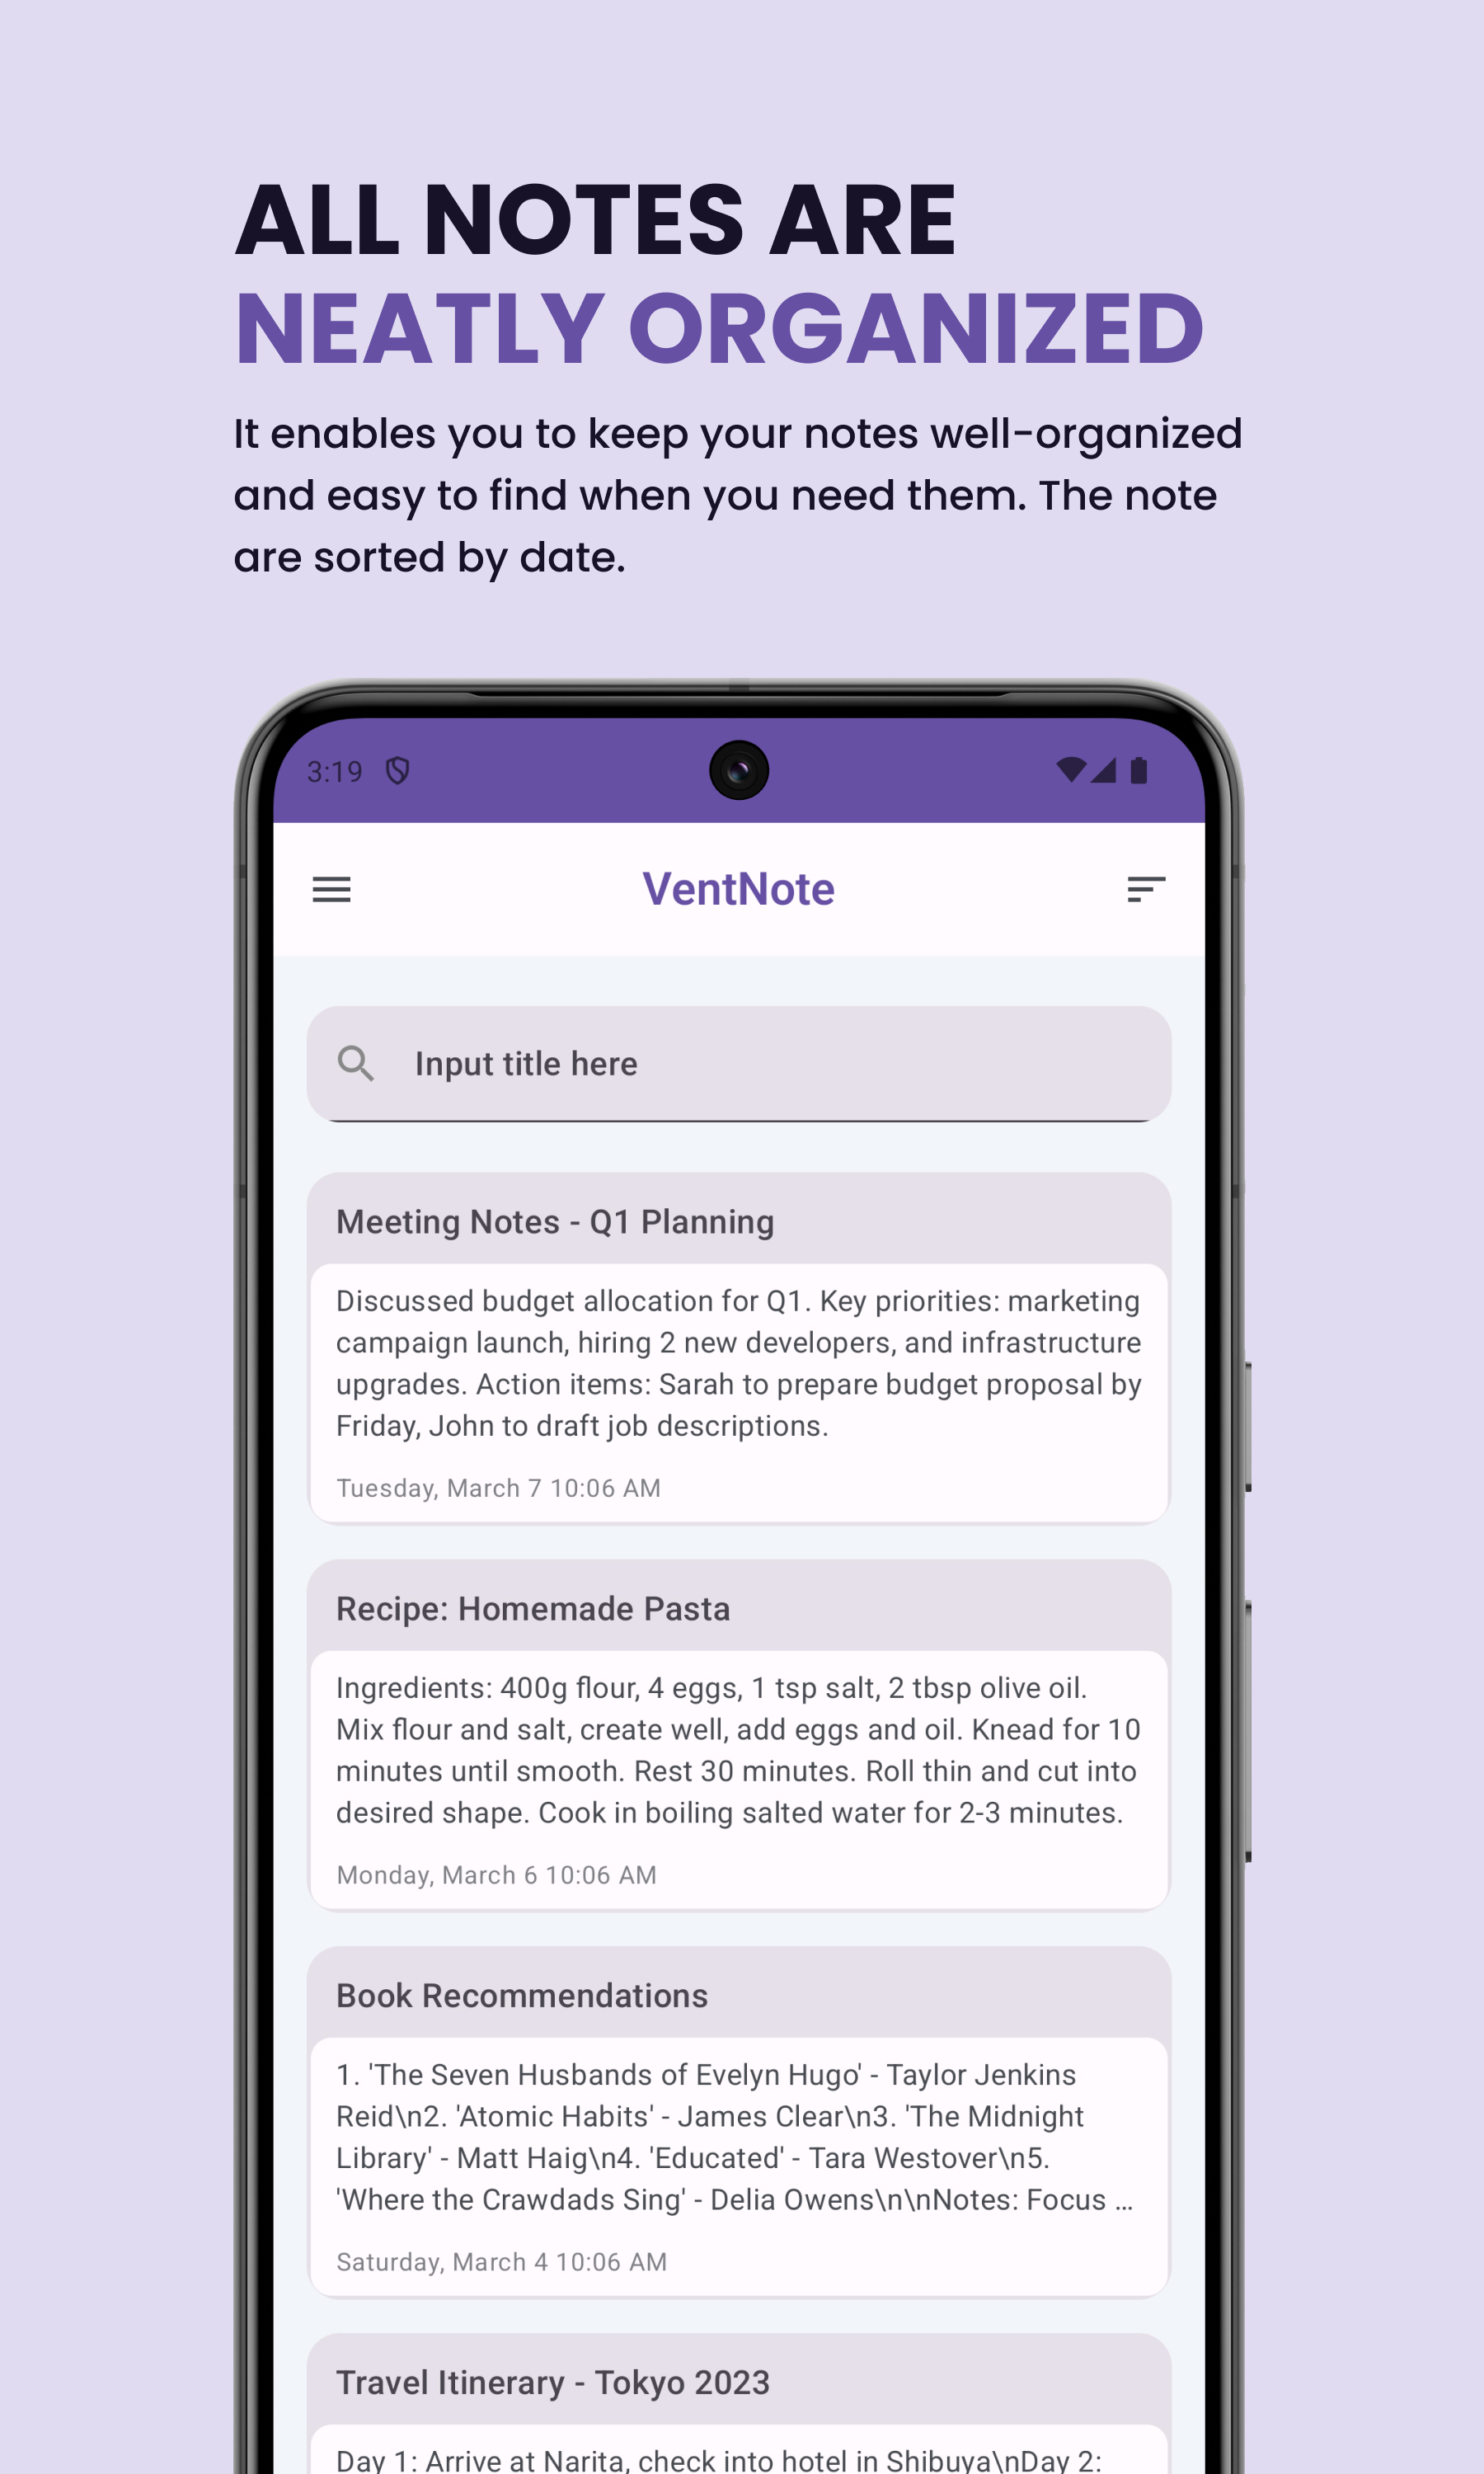 ALL NOTES ARE
NEATLY ORGANIZED
It enables you to keep your notes well-organized
and easy to find when you need them. The note
are sorted by date.
3:19
VentNote
Input title here
Meeting Notes - Q1 Planning
Discussed budget allocation for Q1. Key priorities: marketing
campaign launch, hiring 2 new developers, and infrastructure
upgrades. Action items: Sarah to prepare budget proposal by
Friday, John to draft job descriptions.
Tuesday, March 7 10:06 AM
Recipe: Homemade Pasta
Ingredients: 400g flour, 4 eggs, 1 tsp salt, 2 tbsp olive oil.
Mix flour and salt, create well, add eggs and oil. Knead for 10
minutes until smooth. Rest 30 minutes. Roll thin and cut into
desired shape. Cook in boiling salted water for 2-3 minutes.
Monday, March 6 10:06 AM
Book Recommendations
1. 'The Seven Husbands of Evelyn Hugo' - Taylor Jenkins
Reid\n2. 'Atomic Habits' - James Clear\n3. 'The Midnight
Library' - Matt Haig\n4. 'Educated' - Tara Westover\n5.
'Where the Crawdads Sing' - Delia Owens\n\nNotes: Focus ...
Saturday, March 4 10:06 AM
Travel Itinerary - Tokyo 2023
Day 1: Arrive at Narita, check into hotel in Shibuya\nDay 2: